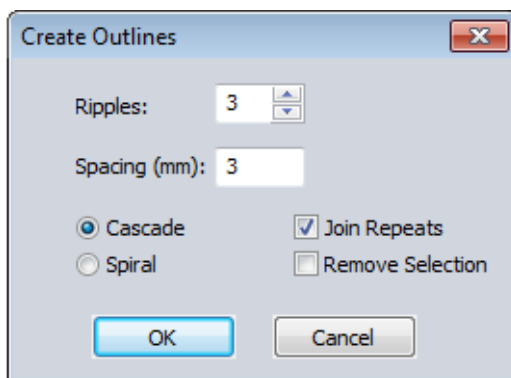 Create Outlines
Ripples: 3
Spacing (mm): 3
Cascade Join Repeats
Spiral Remove Selection
OK Cancel